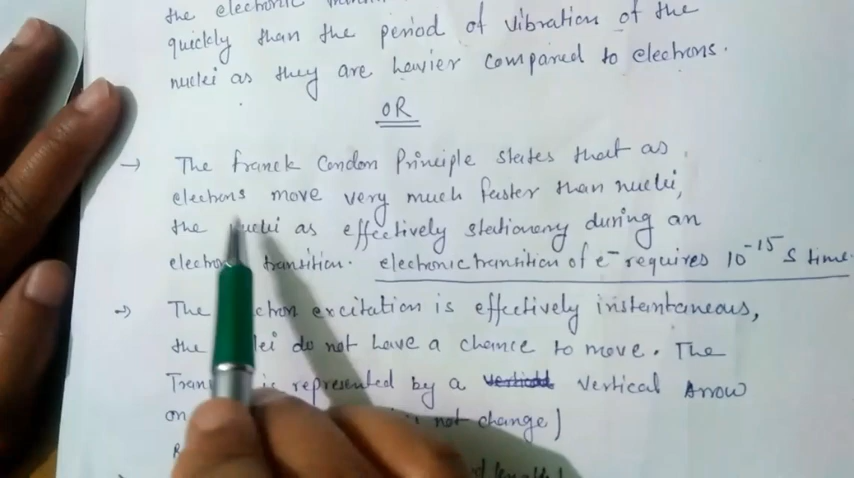 the electronic
quickly than the period of vibration of the
nuclei as they are heavier compared to electrons.
OR
→ The franck Condon Principle states that as
electrons move very much faster than nuclei,
the nuclei as effectively stationary during an
transition. electronic transition of e⁻ requires 10⁻¹⁵ s time
→ The excitation is effectively instantaneous,
the do not have a chance to move. The
is represented by a vertical Arrow
on not change)